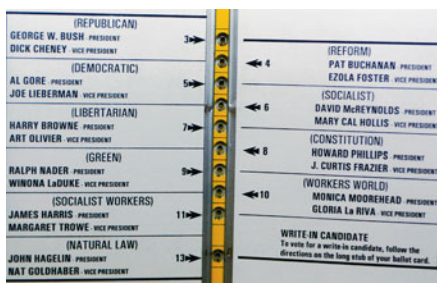 (REPUBLICAN)
GEORGE W. BUSH - PRESIDENT
DICK CHENEY - VICE PRESIDENT
3
(DEMOCRATIC)
AL GORE - PRESIDENT
JOE LIEBERMAN - VICE PRESIDENT
5
(LIBERTARIAN)
HARRY BROWNE - PRESIDENT
ART OLIVIER - VICE PRESIDENT
7
(GREEN)
RALPH NADER - PRESIDENT
WINONA LaDUKE - VICE PRESIDENT
9
(SOCIALIST WORKERS)
JAMES HARRIS - PRESIDENT
MARGARET TROWE - VICE PRESIDENT
11
(NATURAL LAW)
JOHN HAGELIN - PRESIDENT
NAT GOLDHABER - VICE PRESIDENT
13
(REFORM)
4
PAT BUCHANAN - PRESIDENT
EZOLA FOSTER - VICE PRESIDENT
(SOCIALIST)
6
DAVID McREYNOLDS - PRESIDENT
MARY CAL HOLLIS - VICE PRESIDENT
(CONSTITUTION)
8
HOWARD PHILLIPS - PRESIDENT
J. CURTIS FRAZIER - VICE PRESIDENT
(WORKERS WORLD)
10
MONICA MOOREHEAD - PRESIDENT
GLORIA La RIVA - VICE PRESIDENT
WRITE-IN CANDIDATE
To vote for a write-in candidate, follow the
directions on the long stub of your ballot card.